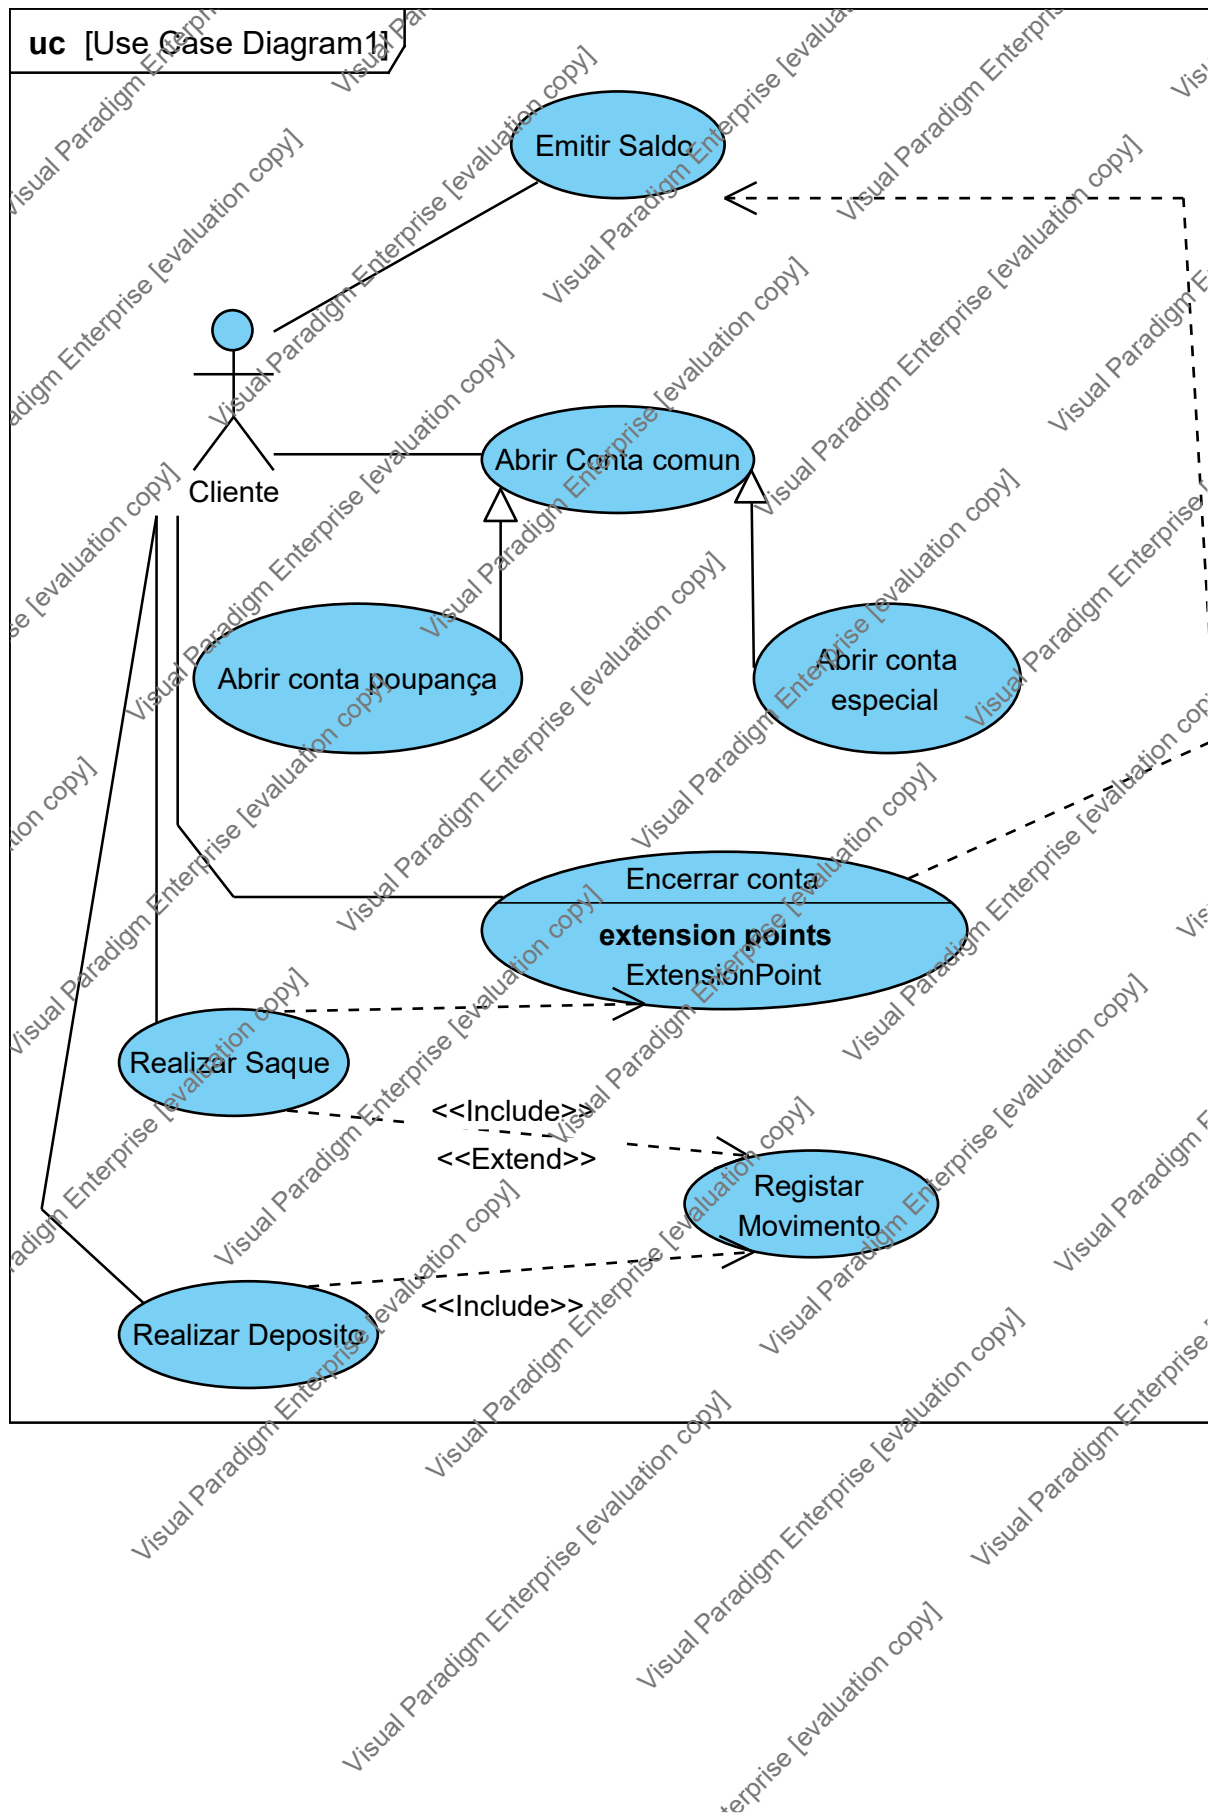 uc [Use Case Diagram1]
Emitir Saldo
Cliente
Abrir Conta comun
Abrir conta poupança
Abrir conta
especial
Encerrar conta
extension points
ExtensionPoint
Realizar Saque
<<Include>>
<<Extend>>
Registar
Movimento
<<Include>>
Realizar Deposito
Visual Paradigm Enterprise [evaluation copy]